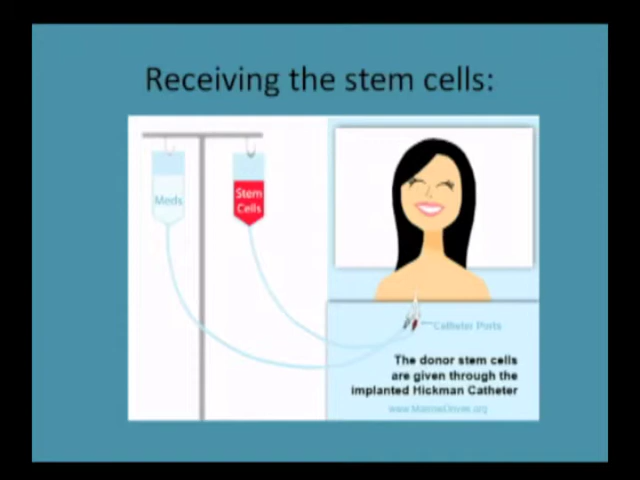 Receiving the stem cells:
Meds
Stem
Cells
Catheter Ports
The donor stem cells
are given through the
implanted Hickman Catheter